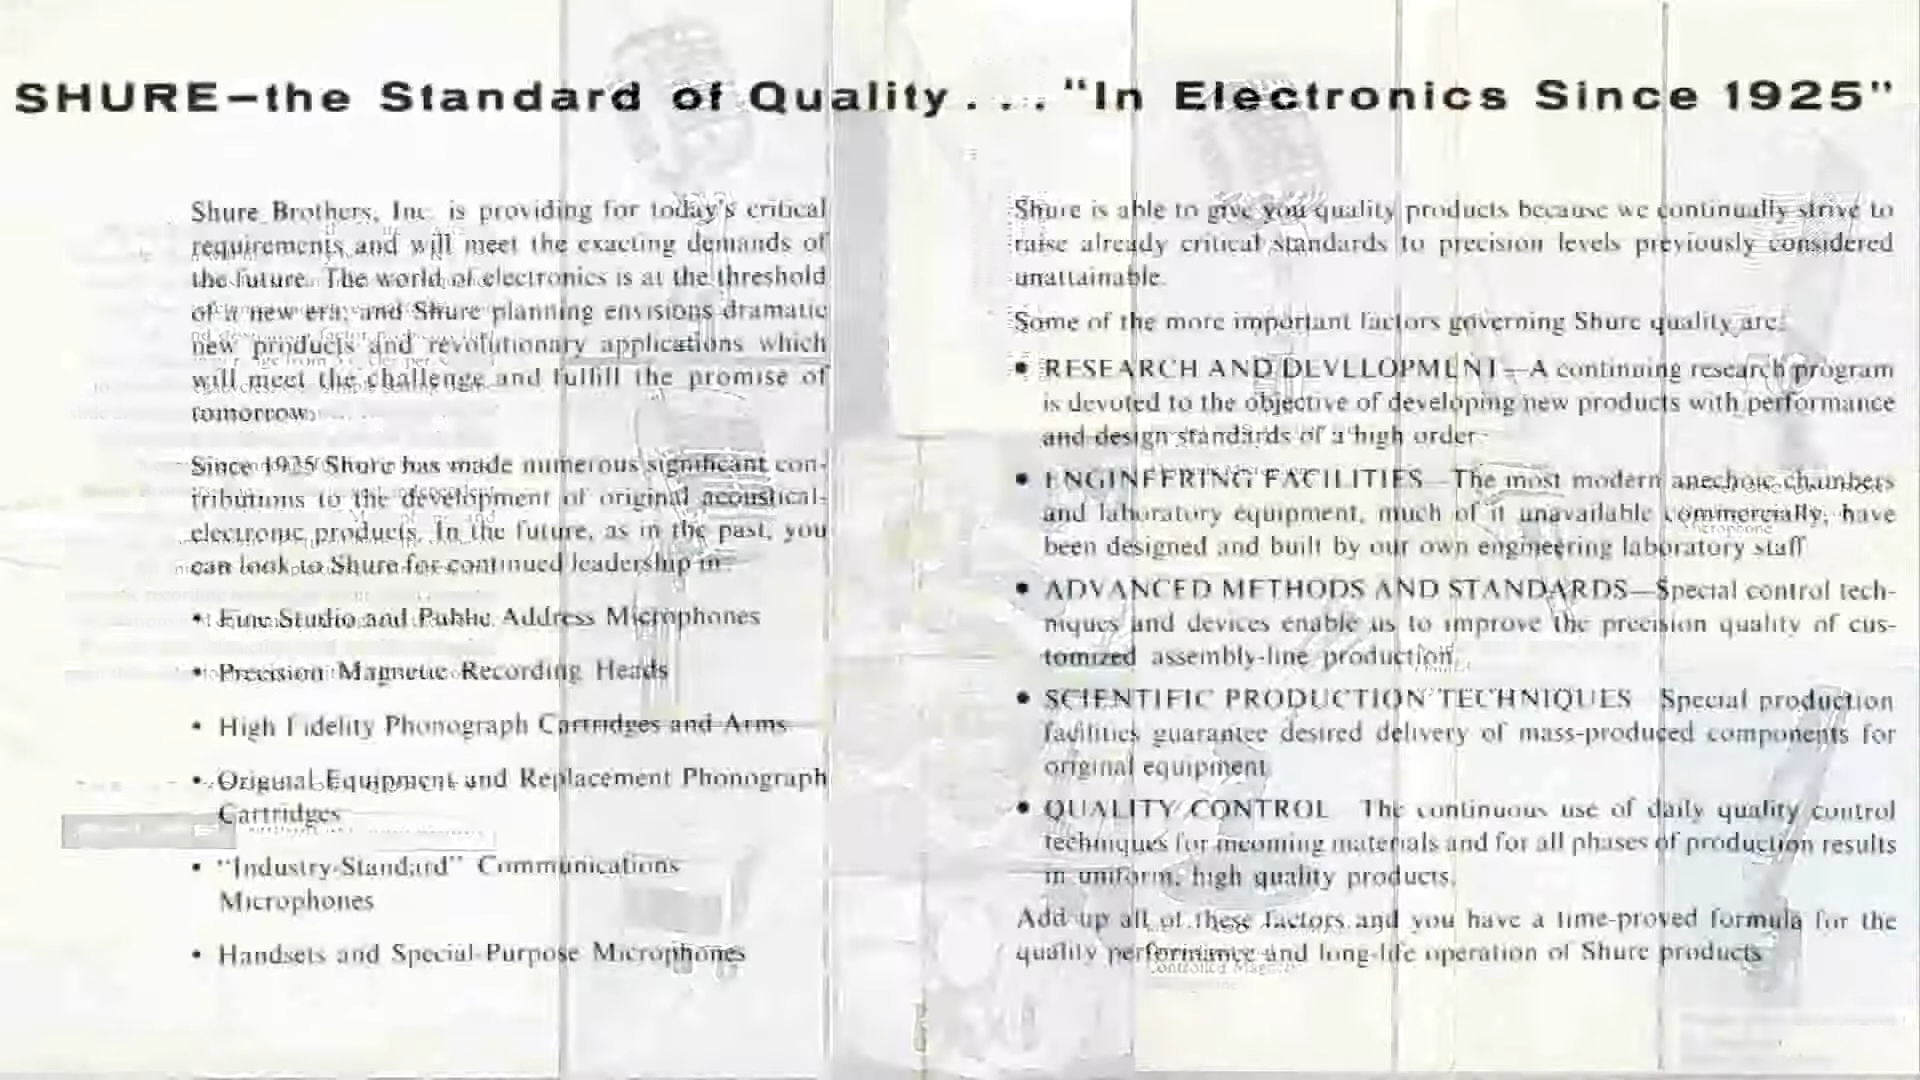 SHURE—the Standard of Quality . . . "In Electronics Since 1925"
Shure Brothers, Inc. is providing for today's critical
requirements and will meet the exacting demands of
the future. The world of electronics is at the threshold
of a new era; and Shure planning envisions dramatic
new products and revolutionary applications which
will meet the challenge and fulfill the promise of
tomorrow.
Since 1925 Shure has made numerous significant con-
tributions to the development of original acoustical-
electronic products. In the future, as in the past, you
can look to Shure for continued leadership in:
• Fine Studio and Public Address Microphones
• Precision Magnetic Recording Heads
• High Fidelity Phonograph Cartridges and Arms
• Original Equipment and Replacement Phonograph
Cartridges
• "Industry-Standard" Communications
Microphones
• Handsets and Special-Purpose Microphones
Shure is able to give you quality products because we continually strive to
raise already critical standards to precision levels previously considered
unattainable.
Some of the more important factors governing Shure quality are:
• RESEARCH AND DEVELOPMENT—A continuing research program
is devoted to the objective of developing new products with performance
and design standards of a high order.
• ENGINEERING FACILITIES—The most modern anechoic chambers
and laboratory equipment, much of it unavailable commercially, have
been designed and built by our own engineering laboratory staff
• ADVANCED METHODS AND STANDARDS—Special control tech-
niques and devices enable us to improve the precision quality of cus-
tomized assembly-line production.
• SCIENTIFIC PRODUCTION TECHNIQUES—Special production
facilities guarantee desired delivery of mass-produced components for
original equipment.
• QUALITY CONTROL—The continuous use of daily quality control
techniques for incoming materials and for all phases of production results
in uniform, high quality products.
Add up all of these factors and you have a time-proved formula for the
quality performance and long-life operation of Shure products